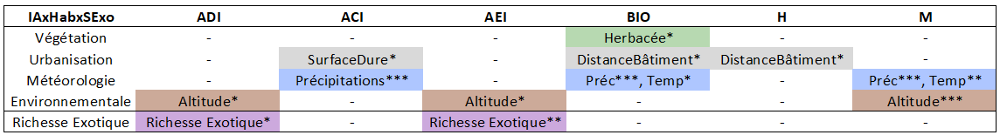 IAxHabxSExo ADI ACI AEI BIO H M
Végétation - - - Herbacée* - -
Urbanisation - SurfaceDure* - DistanceBâtiment* DistanceBâtiment* -
Météorologie - Précipitations*** - Préc***, Temp* - Préc***, Temp**
Environnementale Altitude* - Altitude* - - Altitude***
Richesse Exotique Richesse Exotique* - Richesse Exotique** - - -